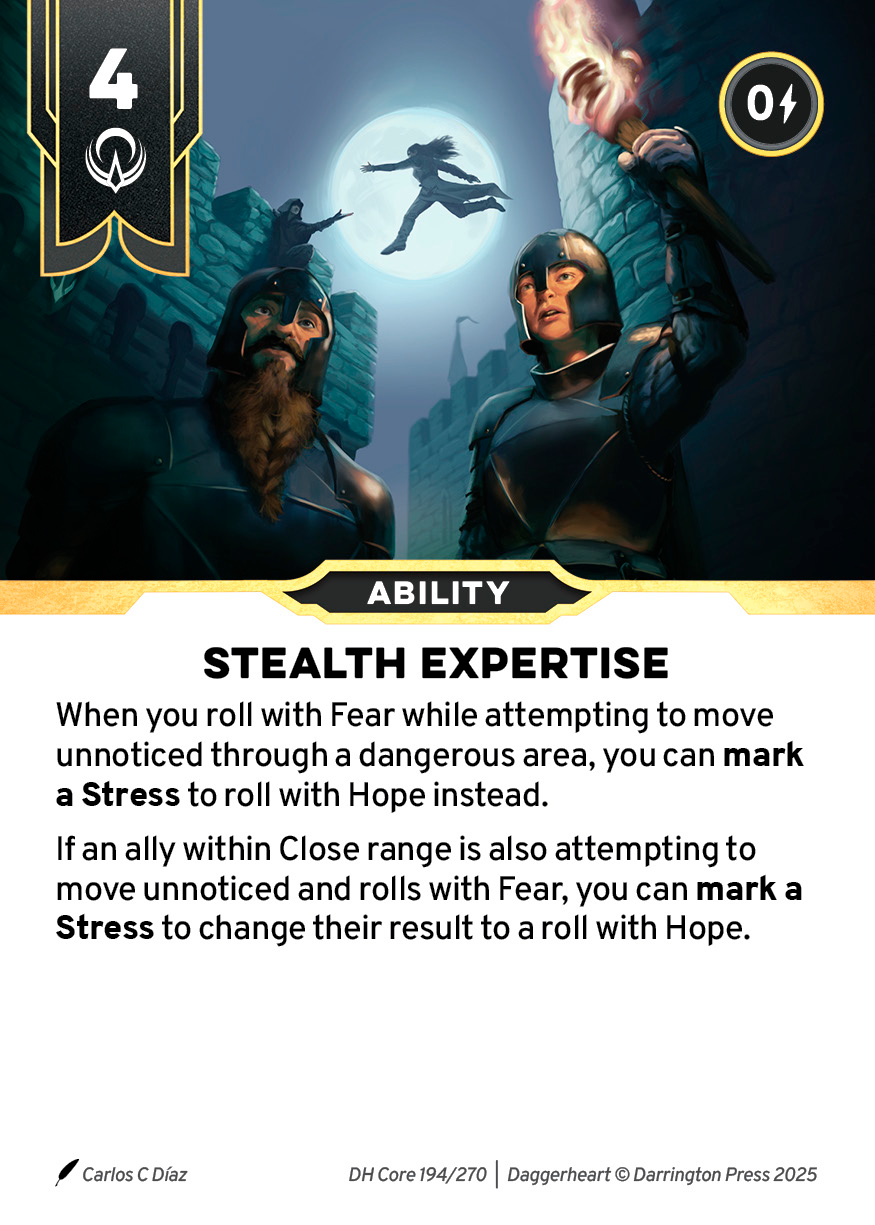 4
0
ABILITY
STEALTH EXPERTISE
When you roll with Fear while attempting to move
unnoticed through a dangerous area, you can mark
a Stress to roll with Hope instead.
If an ally within Close range is also attempting to
move unnoticed and rolls with Fear, you can mark a
Stress to change their result to a roll with Hope.
Carlos C Díaz
DH Core 194/270 | Daggerheart © Darrington Press 2025